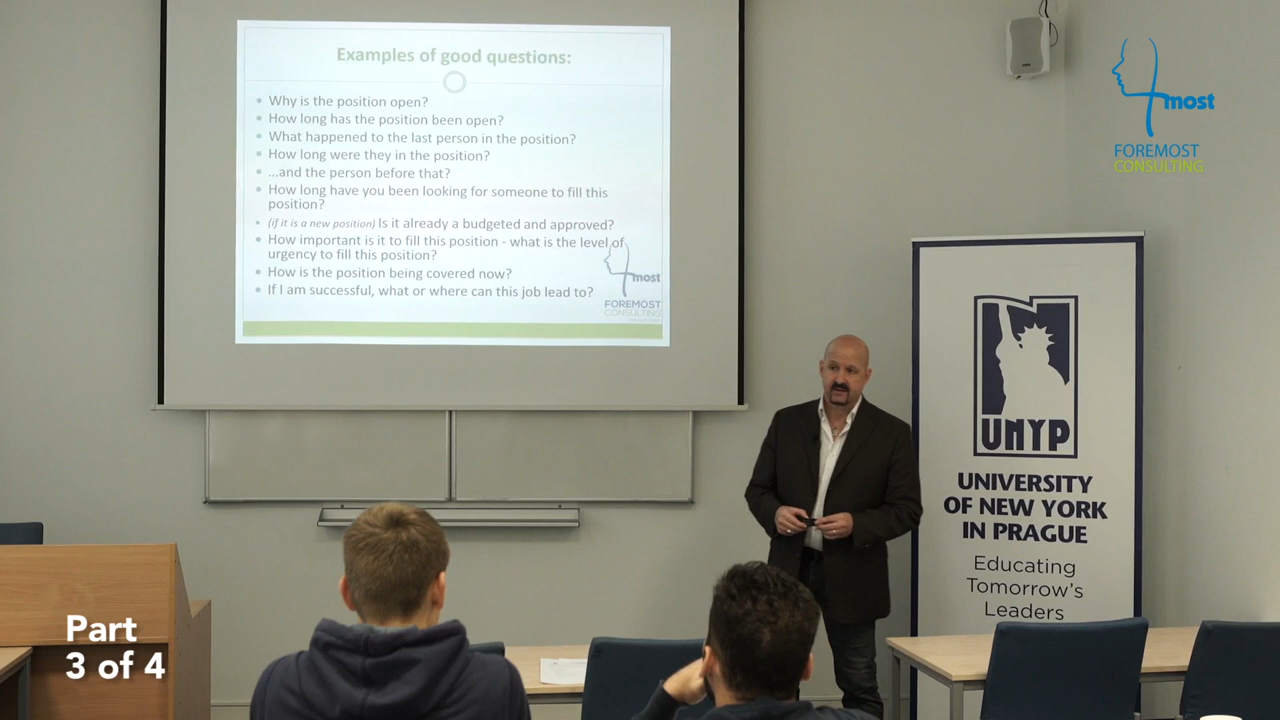 Examples of good questions:
Why is the position open?
How long has the position been open?
What happened to the last person in the position?
How long were they in the position?
...and the person before that?
How long have you been looking for someone to fill this
position?
(if it is a new position) Is it already a budgeted and approved?
How important is it to fill this position - what is the level of
urgency to fill this position?
How is the position being covered now?
If I am successful, what or where can this job lead to?
most
FOREMOST
CONSULTING
most
FOREMOST
CONSULTING
UNYP
UNIVERSITY
OF NEW YORK
IN PRAGUE
Educating
Tomorrow's
Leaders
Part
3 of 4